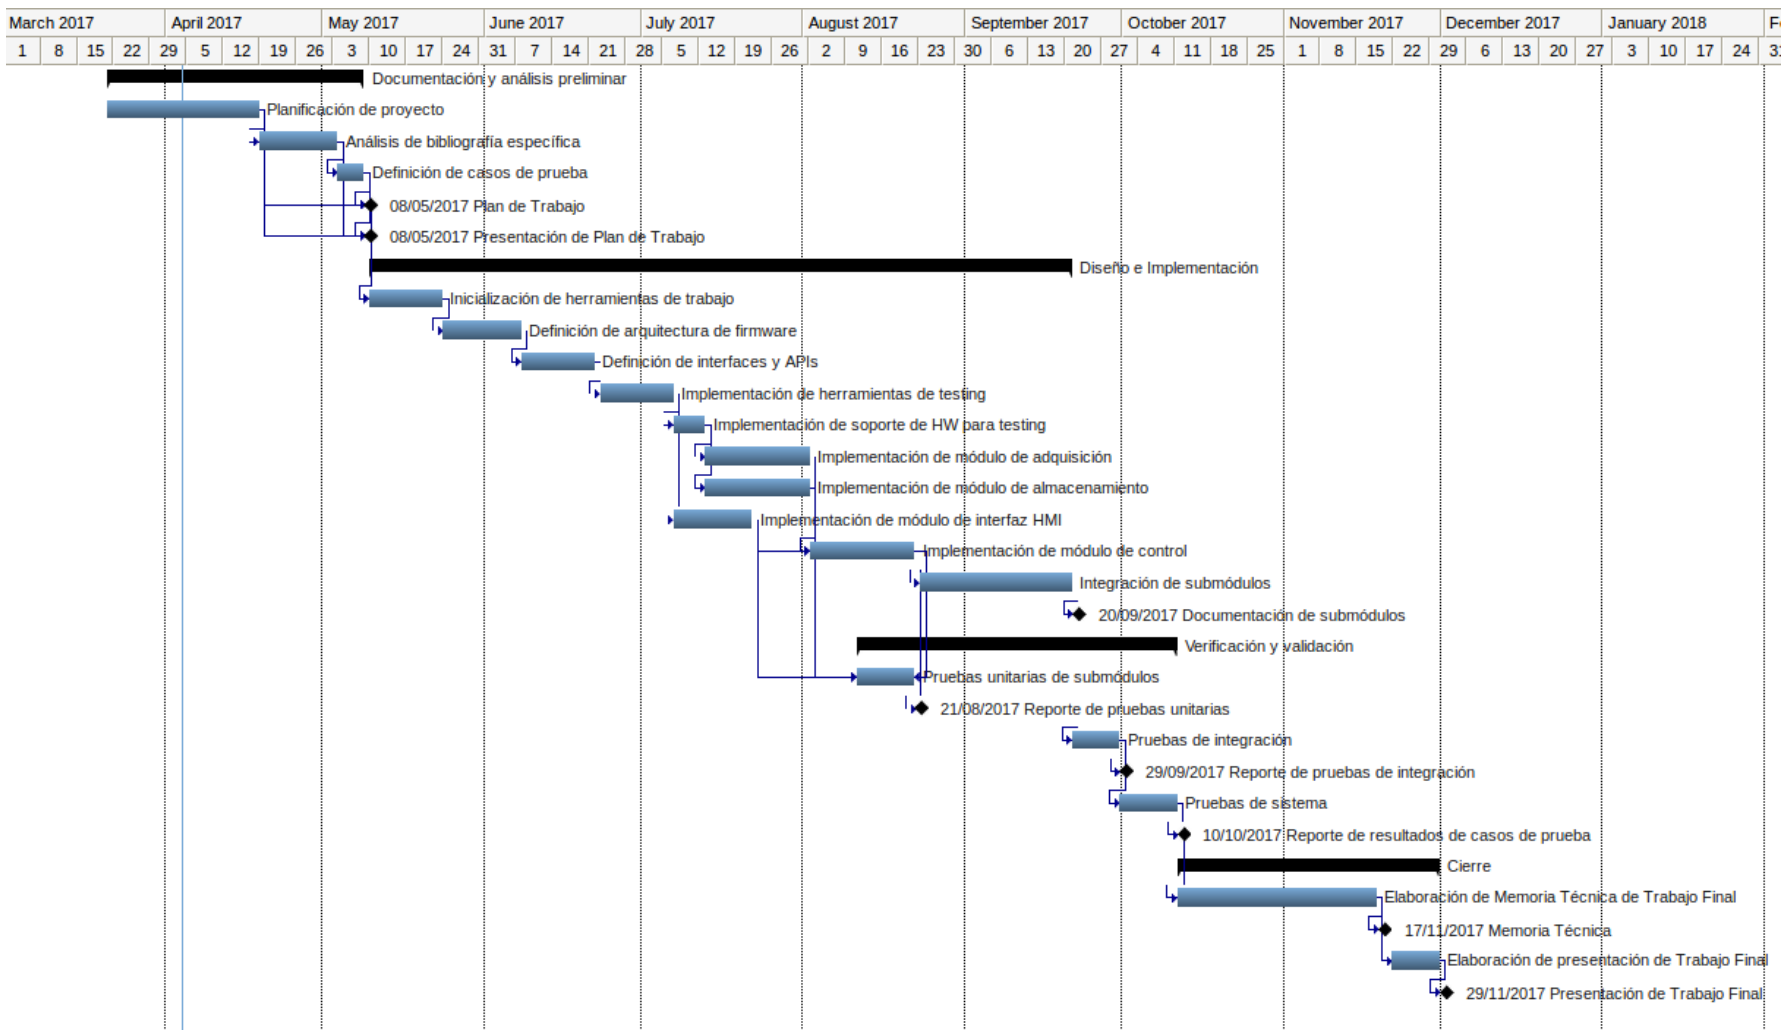 March 2017 April 2017 May 2017 June 2017 July 2017 August 2017 September 2017 October 2017 November 2017 December 2017 January 2018
1 8 15 22 29 5 12 19 26 3 10 17 24 31 7 14 21 28 5 12 19 26 2 9 16 23 30 6 13 20 27 4 11 18 25 1 8 15 22 29 6 13 20 27 3 10 17 24 31
Documentación y análisis preliminar
Planificación de proyecto
Análisis de bibliografía específica
Definición de casos de prueba
08/05/2017 Plan de Trabajo
08/05/2017 Presentación de Plan de Trabajo
Diseño e Implementación
Inicialización de herramientas de trabajo
Definición de arquitectura de firmware
Definición de interfaces y APIs
Implementación de herramientas de testing
Implementación de soporte de HW para testing
Implementación de módulo de adquisición
Implementación de módulo de almacenamiento
Implementación de módulo de interfaz HMI
Implementación de módulo de control
Integración de submódulos
20/09/2017 Documentación de submódulos
Verificación y validación
Pruebas unitarias de submódulos
21/08/2017 Reporte de pruebas unitarias
Pruebas de integración
29/09/2017 Reporte de pruebas de integración
Pruebas de sistema
10/10/2017 Reporte de resultados de casos de prueba
Cierre
Elaboración de Memoria Técnica de Trabajo Final
17/11/2017 Memoria Técnica
Elaboración de presentación de Trabajo Final
29/11/2017 Presentación de Trabajo Final